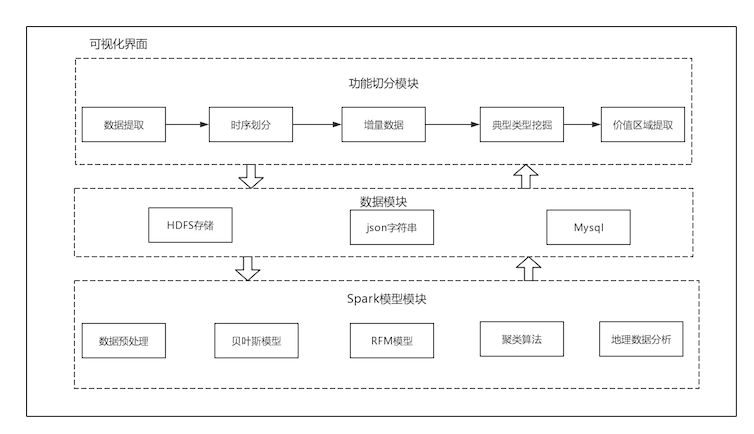 可视化界面
功能切分模块
数据提取
时序划分
增量数据
典型类型挖掘
价值区域提取
数据模块
HDFS存储
json字符串
Mysql
Spark模型模块
数据预处理
贝叶斯模型
RFM模型
聚类算法
地理数据分析